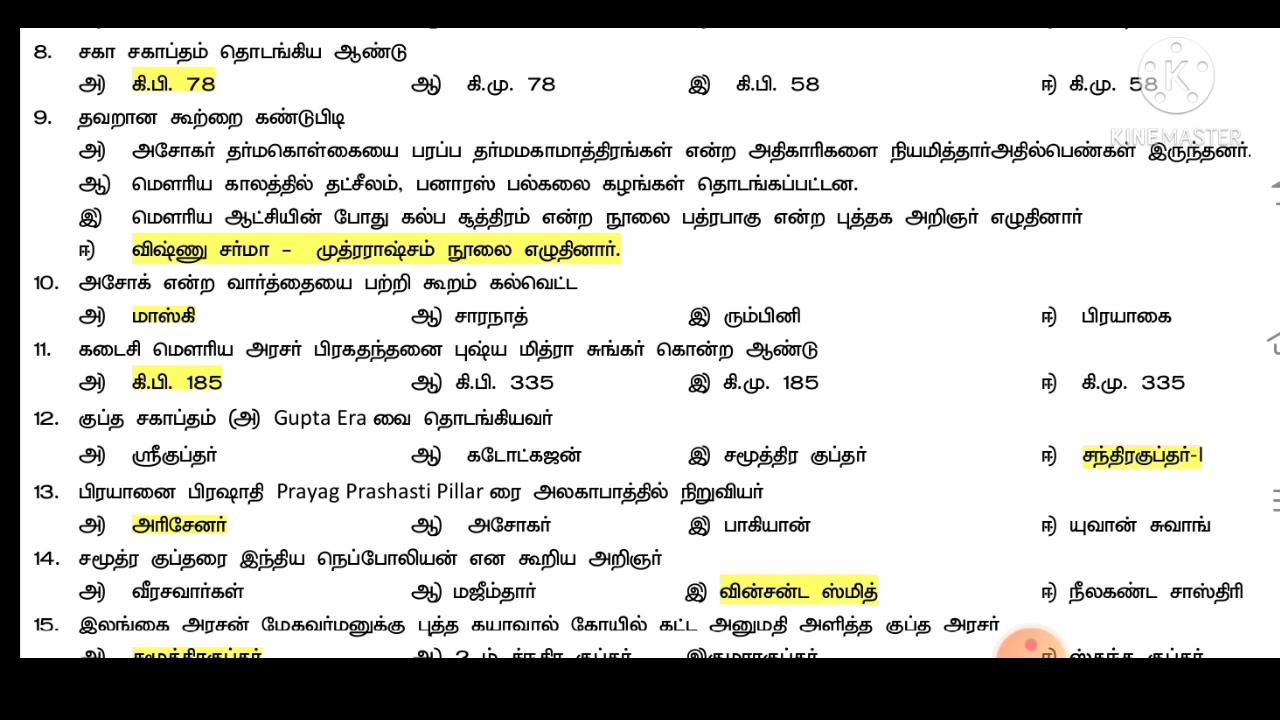 8. சகா சகாப்தம் தொடங்கிய ஆண்டு
அ) கி.பி. 78 ஆ) கி.மு. 78 இ) கி.பி. 58 ஈ) கி.மு. 58
9. தவறான கூற்றை கண்டுபிடி
KINEMASTER
அ) அசோகர் தர்மகொள்கையை பரப்ப தர்மமகாமாத்திரங்கள் என்ற அதிகாரிகளை நியமித்தார்அதில்பெண்கள் இருந்தனர்.
ஆ) மௌரிய காலத்தில் தட்சீலம், பனாரஸ் பல்கலை கழங்கள் தொடங்கப்பட்டன.
இ) மௌரிய ஆட்சியின் போது கல்ப சூத்திரம் என்ற நூலை பத்ரபாகு என்ற புத்தக அறிஞர் எழுதினார்
ஈ) விஷ்ணு சர்மா – முத்ரராஷ்சம் நூலை எழுதினார்.
10. அசோக் என்ற வார்த்தையை பற்றி கூறம் கல்வெட்ட
அ) மாஸ்கி ஆ) சாரநாத் இ) ரும்பினி ஈ) பிரயாகை
11. கடைசி மௌரிய அரசர் பிரகதந்தனை புஷ்ய மித்ரா சுங்கர் கொன்ற ஆண்டு
அ) கி.பி. 185 ஆ) கி.பி. 335 இ) கி.மு. 185 ஈ) கி.மு. 335
12. குப்த சகாப்தம் (அ) Gupta Era வை தொடங்கியவர்
அ) ஸ்ரீகுப்தர் ஆ) கடோட்கஜன் இ) சமூத்திர குப்தர் ஈ) சந்திரகுப்தர்-I
13. பிரயானை பிரஷாதி Prayag Prashasti Pillar ரை அலகாபாத்தில் நிறுவியர்
அ) அரிசேனர் ஆ) அசோகர் இ) பாகியான் ஈ) யுவான் சுவாங்
14. சமூத்ர குப்தரை இந்திய நெப்போலியன் என கூறிய அறிஞர்
அ) வீரசவார்கள் ஆ) மஜீம்தார் இ) வின்சன்ட ஸ்மித் ஈ) நீலகண்ட சாஸ்திரி
15. இலங்கை அரசன் மேகவர்மனுக்கு புத்த கயாவால் கோயில் கட்ட அனுமதி அளித்த குப்த அரசர்